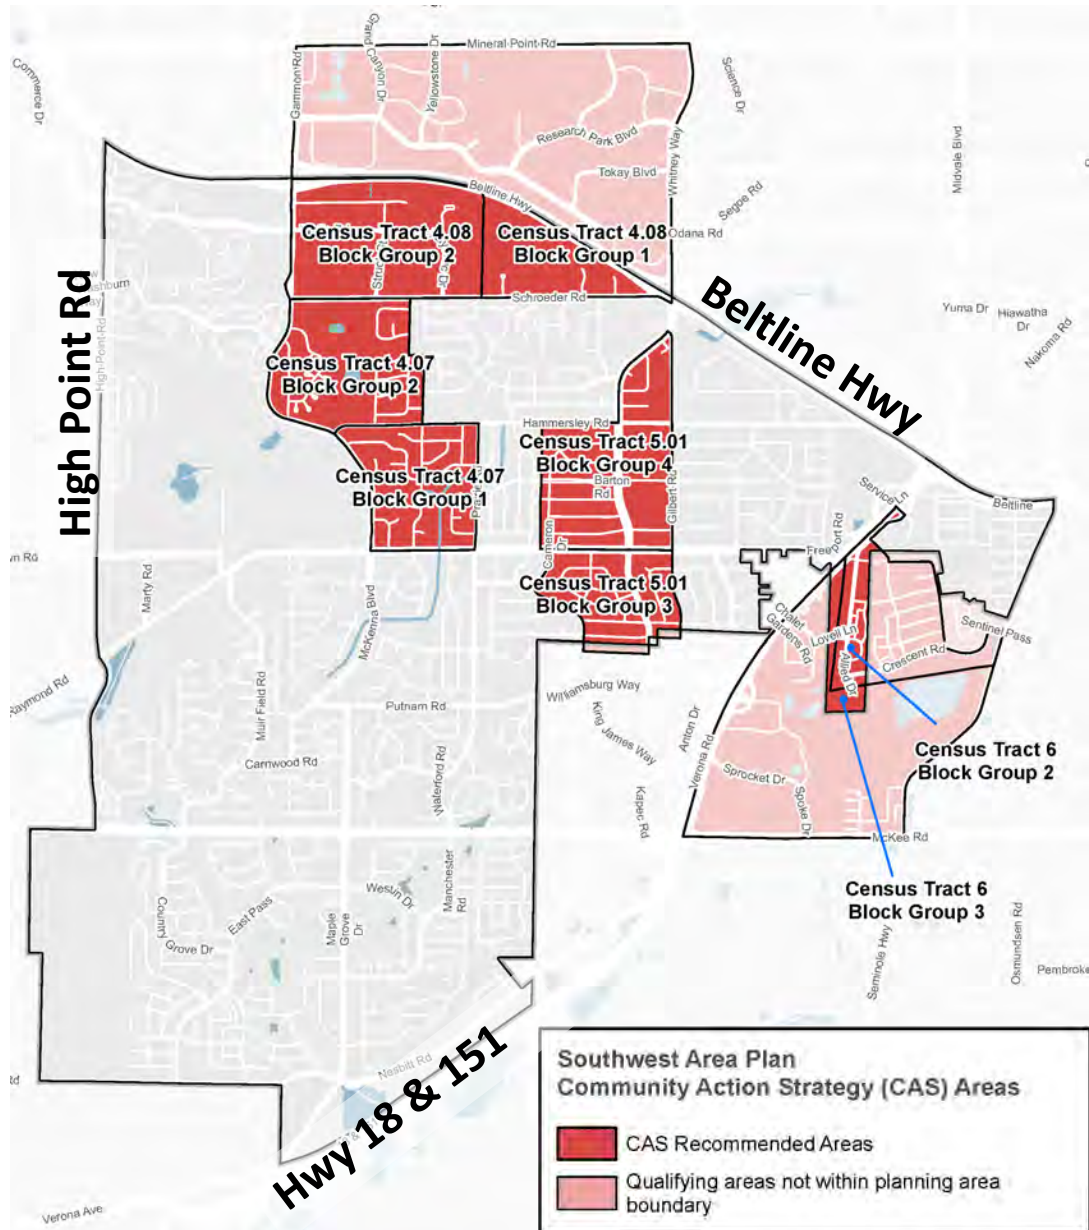 Commerce Dr
Gammon Rd
Grand Canyon Dr
Yellowstone Dr
Mineral Point Rd
Science Dr
Research Park Blvd
Tokay Blvd
Whitney Way
Segoe Rd
Midvale Blvd
Beltline Hwy
Odana Rd
Census Tract 4.08
Block Group 2
Census Tract 4.08
Block Group 1
Schroeder Rd
High Point Rd
High Point Rd
Beltline Hwy
Yuma Dr
Hiawatha
Dr
Nakoma Rd
Census Tract 4.07
Block Group 2
Hammersley Rd
Census Tract 5.01
Block Group 4
Barton
Rd
Gilbert Rd
Census Tract 4.07
Block Group 1
Service Ln
Beltline
Cameron
Dr
Freeport Rd
Marty Rd
McKenna Blvd
Census Tract 5.01
Block Group 3
Chalet
Gardens Rd
Lovell Ln
Allied Dr
Crescent Rd
Sentinel Pass
Raymond Rd
Muir Field Rd
Putnam Rd
Williamsburg Way
King
James Way
Anton Dr
Verona Rd
Carnwood Rd
Waterford Rd
Kapec Rd
Sprocket Dr
Spoke Dr
McKee Rd
Census Tract 6
Block Group 2
Census Tract 6
Block Group 3
Country
Grove Dr
East Pass
Maple
Grove
Dr
Westin Dr
Manchester
Rd
Seminole Hwy
Osmundsen Rd
Pembroke
Nesbitt Rd
Hwy 18 & 151
Verona Ave
Southwest Area Plan
Community Action Strategy (CAS) Areas
CAS Recommended Areas
Qualifying areas not within planning area
boundary